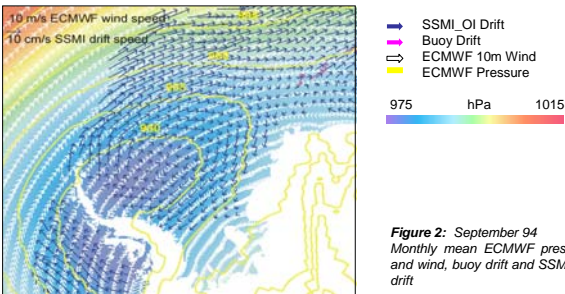 10 m/s ECMWF wind speed
10 cm/s SSMI drift speed
SSMI_OI Drift
Buoy Drift
ECMWF 10m Wind
ECMWF Pressure
975 hPa 1015
Figure 2: September 94
Monthly mean ECMWF pres
and wind, buoy drift and SSM
drift